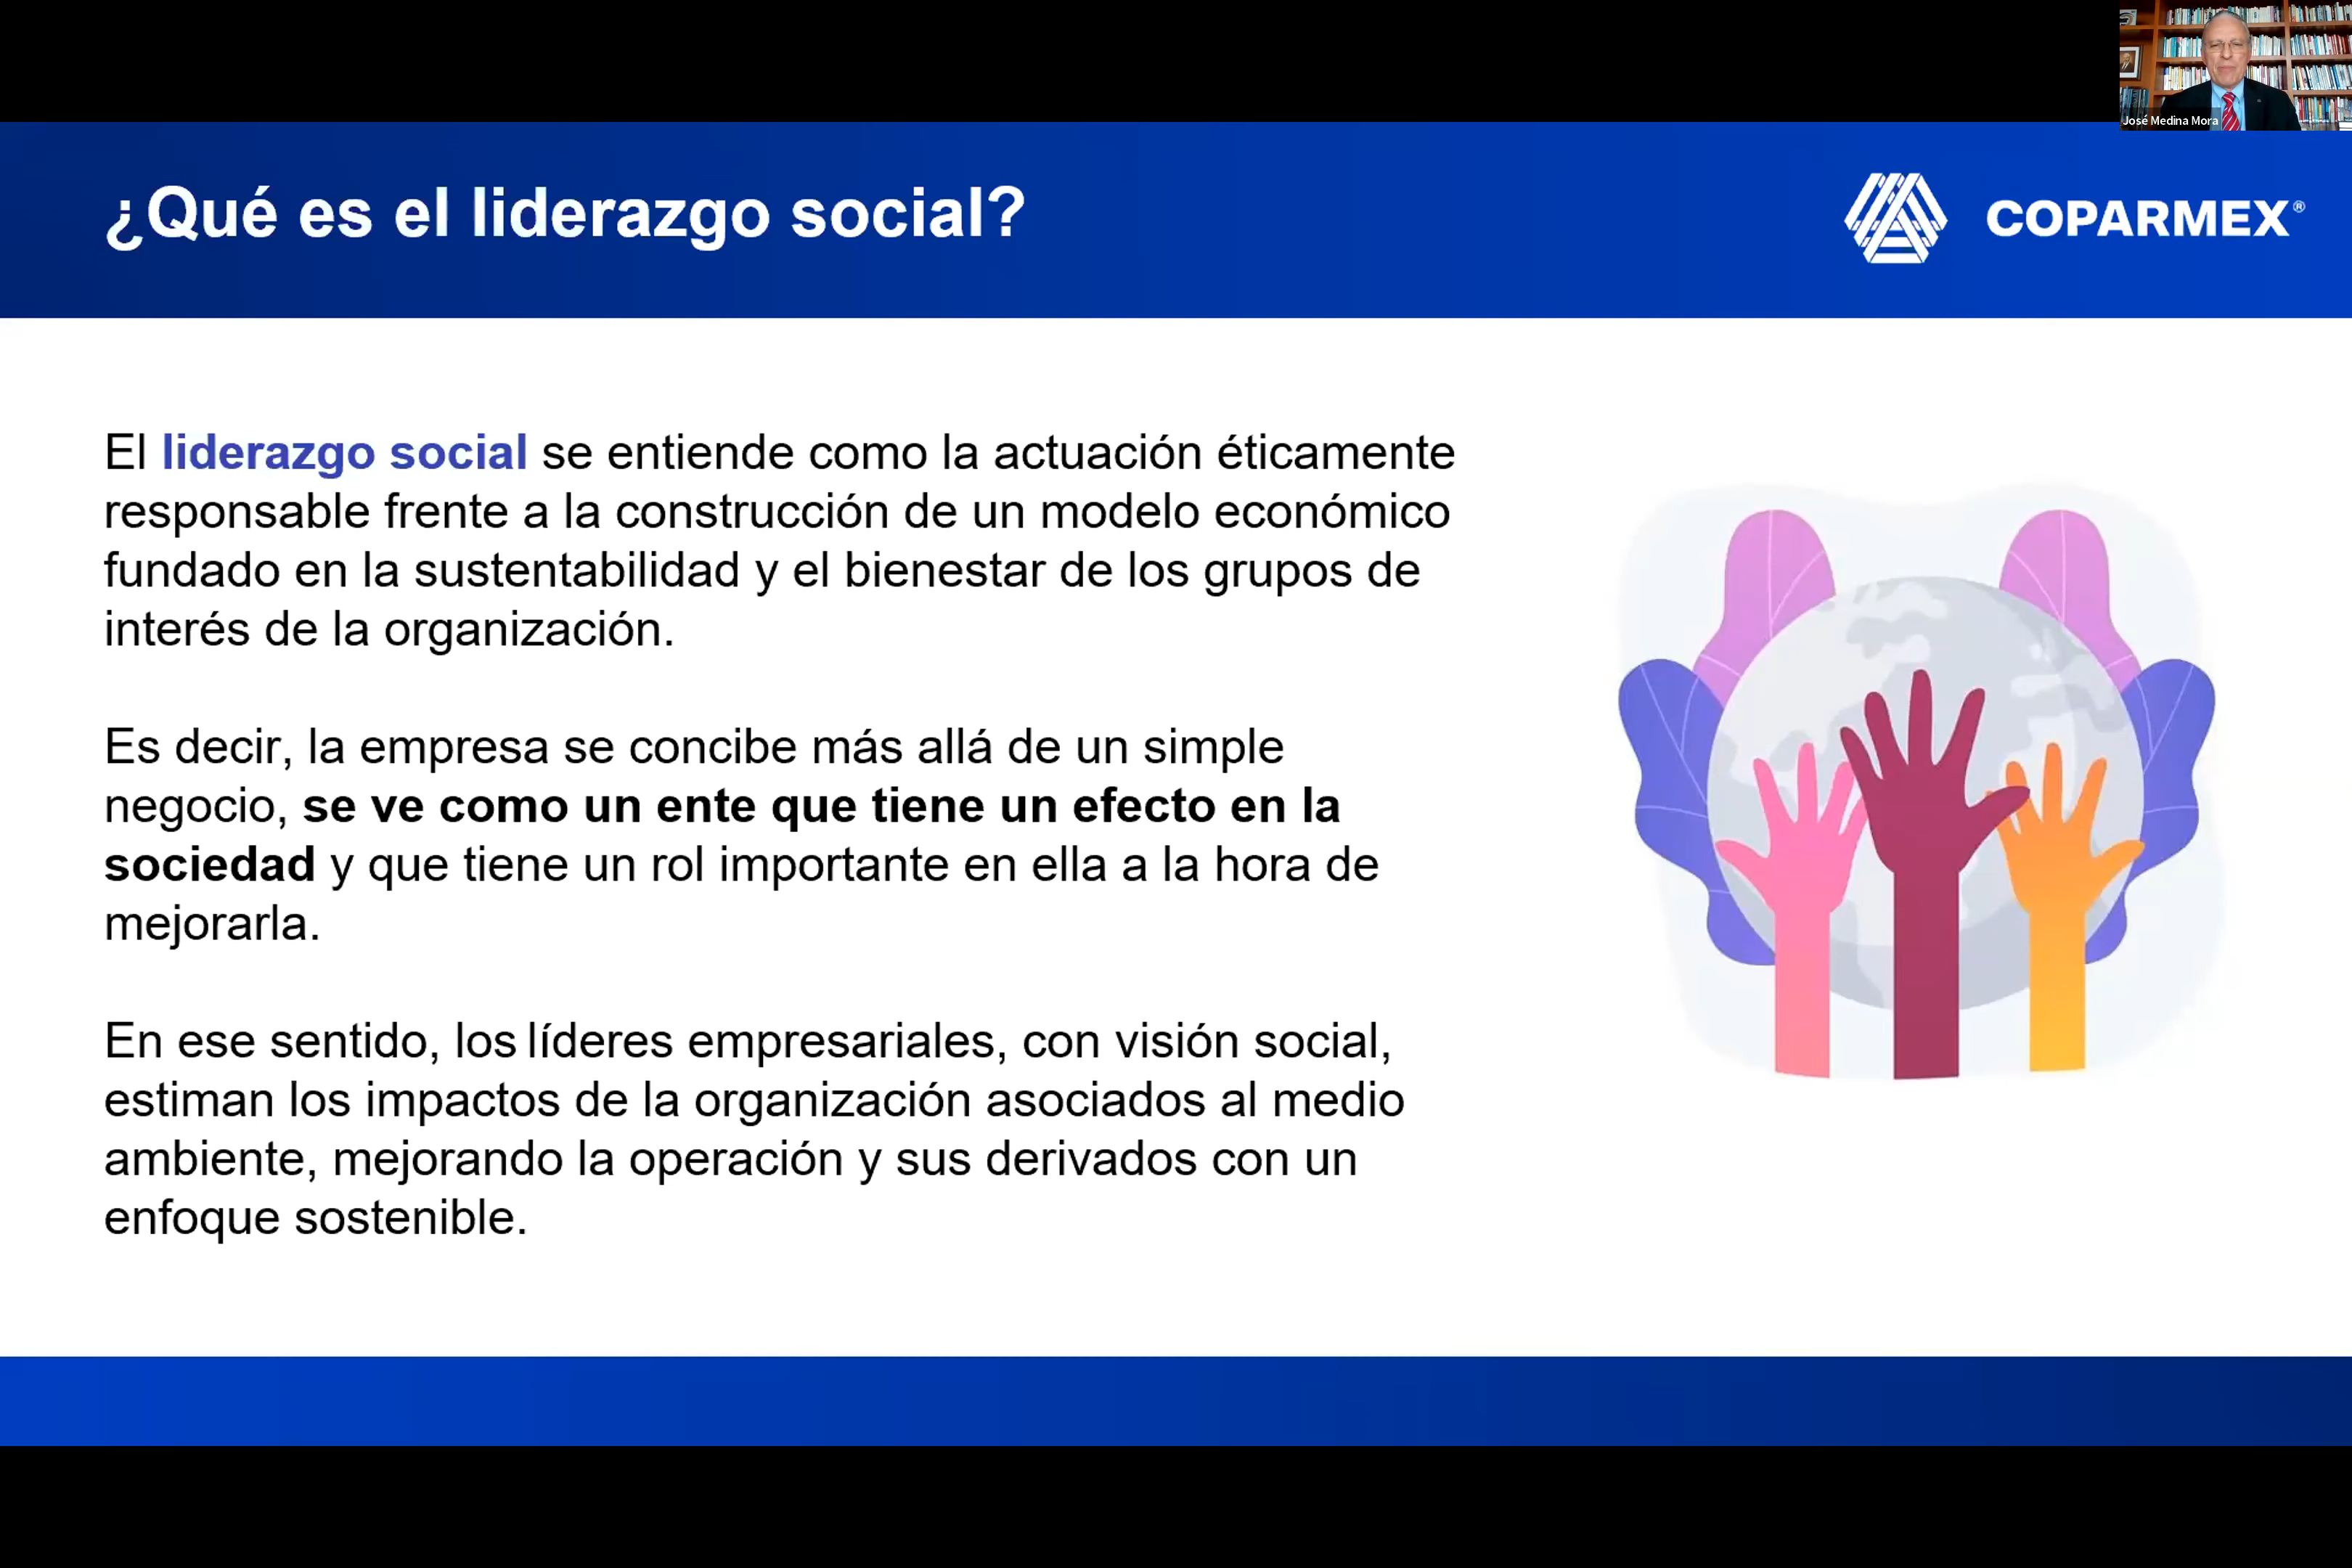 José Medina Mora
¿Qué es el liderazgo social?
COPARMEX®
El liderazgo social se entiende como la actuación éticamente
responsable frente a la construcción de un modelo económico
fundado en la sustentabilidad y el bienestar de los grupos de
interés de la organización.
Es decir, la empresa se concibe más allá de un simple
negocio, se ve como un ente que tiene un efecto en la
sociedad y que tiene un rol importante en ella a la hora de
mejorarla.
En ese sentido, los líderes empresariales, con visión social,
estiman los impactos de la organización asociados al medio
ambiente, mejorando la operación y sus derivados con un
enfoque sostenible.